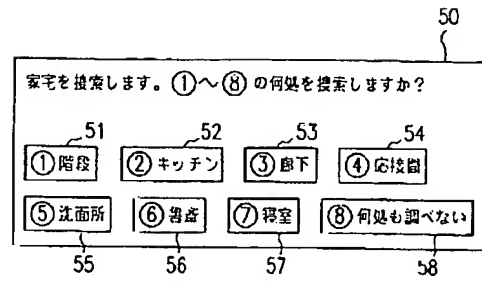 50
家宅を捜索します。①〜⑧の何処を捜索しますか?
51 52 53 54
①階段 ②キッチン ③廊下 ④応接間
⑤洗面所 ⑥書斎 ⑦寝室 ⑧何処も調べない
55 56 57 58